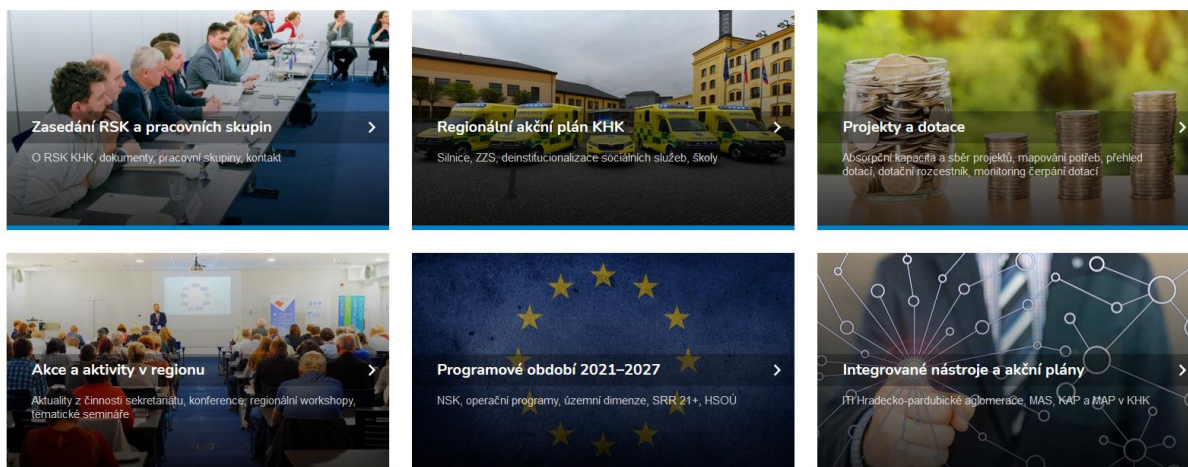 Zasedání RSK a pracovních skupin
O RSK KHK, dokumenty, pracovní skupiny, kontakt
Regionální akční plán KHK
Silnice, ZZS, deinstitucionalizace sociálních služeb, školy
Projekty a dotace
Absorpční kapacita a sběr projektů, mapování potřeb, přehled
dotací, dotační rozcestník, monitoring čerpání dotací
Akce a aktivity v regionu
Aktuality z činnosti sekretariátu, konference, regionální workshopy,
tematické semináře
Programové období 2021–2027
NSK, operační programy, územní dimenze, SRR 21+, HSOÚ
Integrované nástroje a akční plány
ITI Hradecko-pardubické aglomerace, MAS, KAP a MAP v KHK